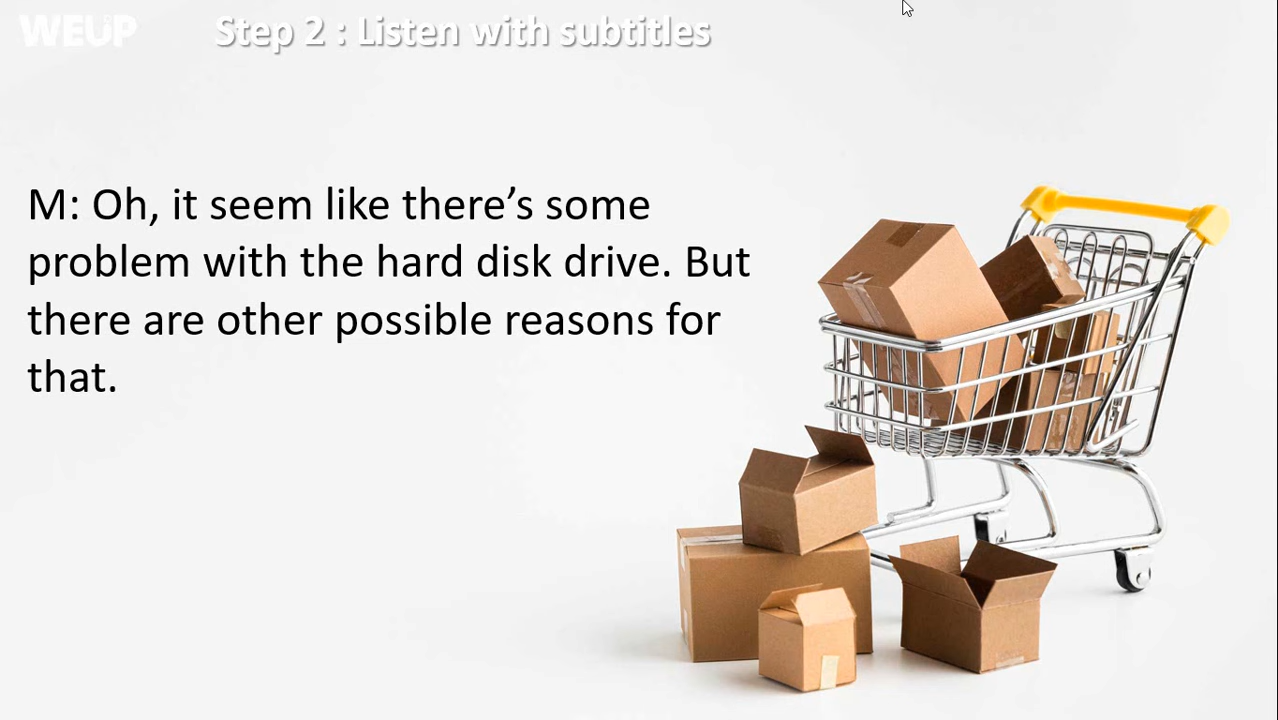 WEUP
Step 2 : Listen with subtitles
M: Oh, it seem like there’s some
problem with the hard disk drive. But
there are other possible reasons for
that.